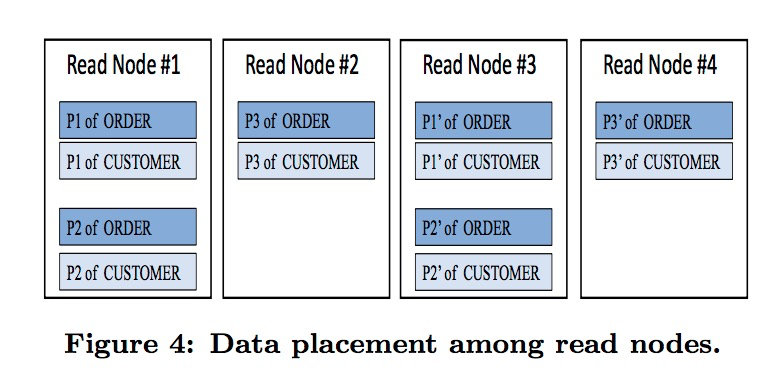 Read Node #1
P1 of ORDER
P1 of CUSTOMER
P2 of ORDER
P2 of CUSTOMER
Read Node #2
P3 of ORDER
P3 of CUSTOMER
Read Node #3
P1' of ORDER
P1' of CUSTOMER
P2' of ORDER
P2' of CUSTOMER
Read Node #4
P3' of ORDER
P3' of CUSTOMER
Figure 4: Data placement among read nodes.